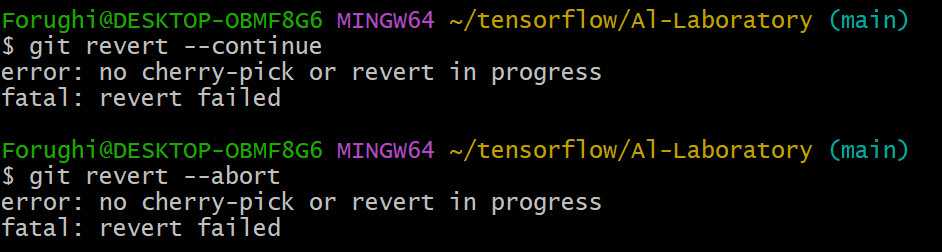 Forughi@DESKTOP-OBMF8G6 MINGW64 ~/tensorflow/Al-Laboratory (main)
$ git revert --continue
error: no cherry-pick or revert in progress
fatal: revert failed
Forughi@DESKTOP-OBMF8G6 MINGW64 ~/tensorflow/Al-Laboratory (main)
$ git revert --abort
error: no cherry-pick or revert in progress
fatal: revert failed